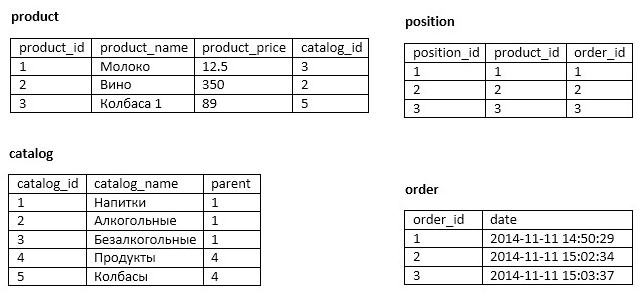 product
product_id product_name product_price catalog_id
1 Молоко 12.5 3
2 Вино 350 2
3 Колбаса 1 89 5
position
position_id product_id order_id
1 1 1
2 2 2
3 3 3
catalog
catalog_id catalog_name parent
1 Напитки 1
2 Алкогольные 1
3 Безалкогольные 1
4 Продукты 4
5 Колбасы 4
order
order_id date
1 2014-11-11 14:50:29
2 2014-11-11 15:02:34
3 2014-11-11 15:03:37